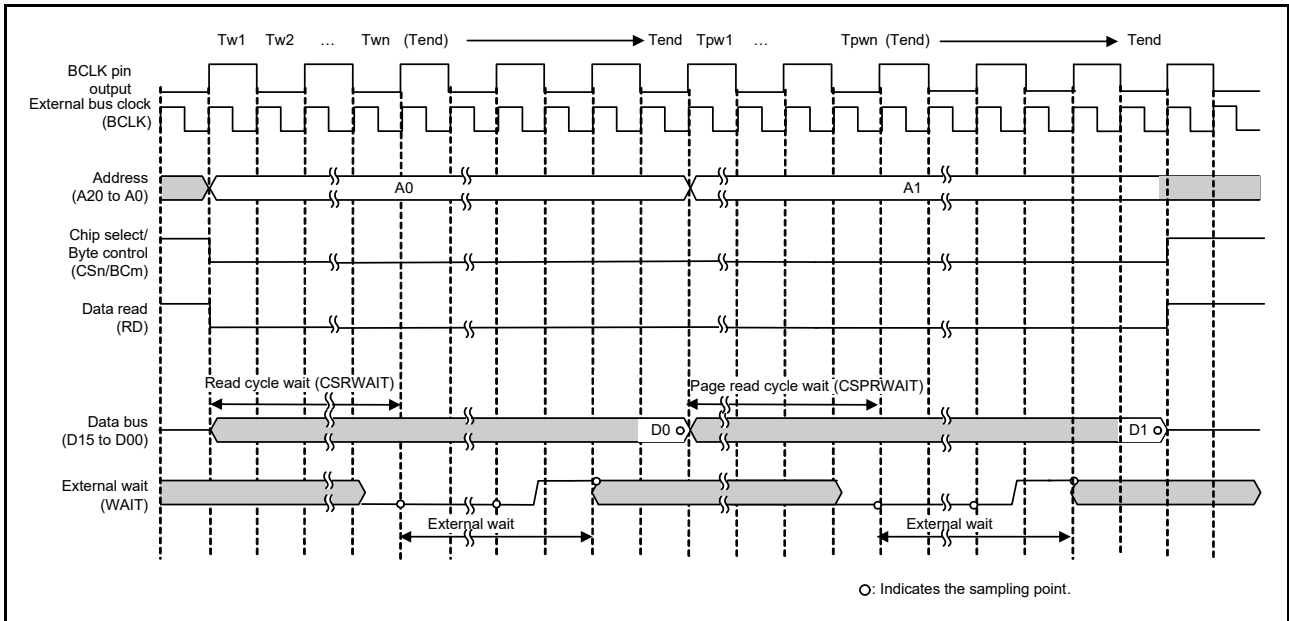 Tw1 Tw2 … Twn (Tend) Tend Tpw1 … Tpwn (Tend) Tend
BCLK pin
output
External bus clock
(BCLK)
Address
(A20 to A0)
A0 A1
Chip select/
Byte control
(CSn/BCm)
Data read
(RD)
Read cycle wait (CSRWAIT) Page read cycle wait (CSPRWAIT)
Data bus
(D15 to D00)
D0 D1
External wait
(WAIT)
External wait External wait
O: Indicates the sampling point.